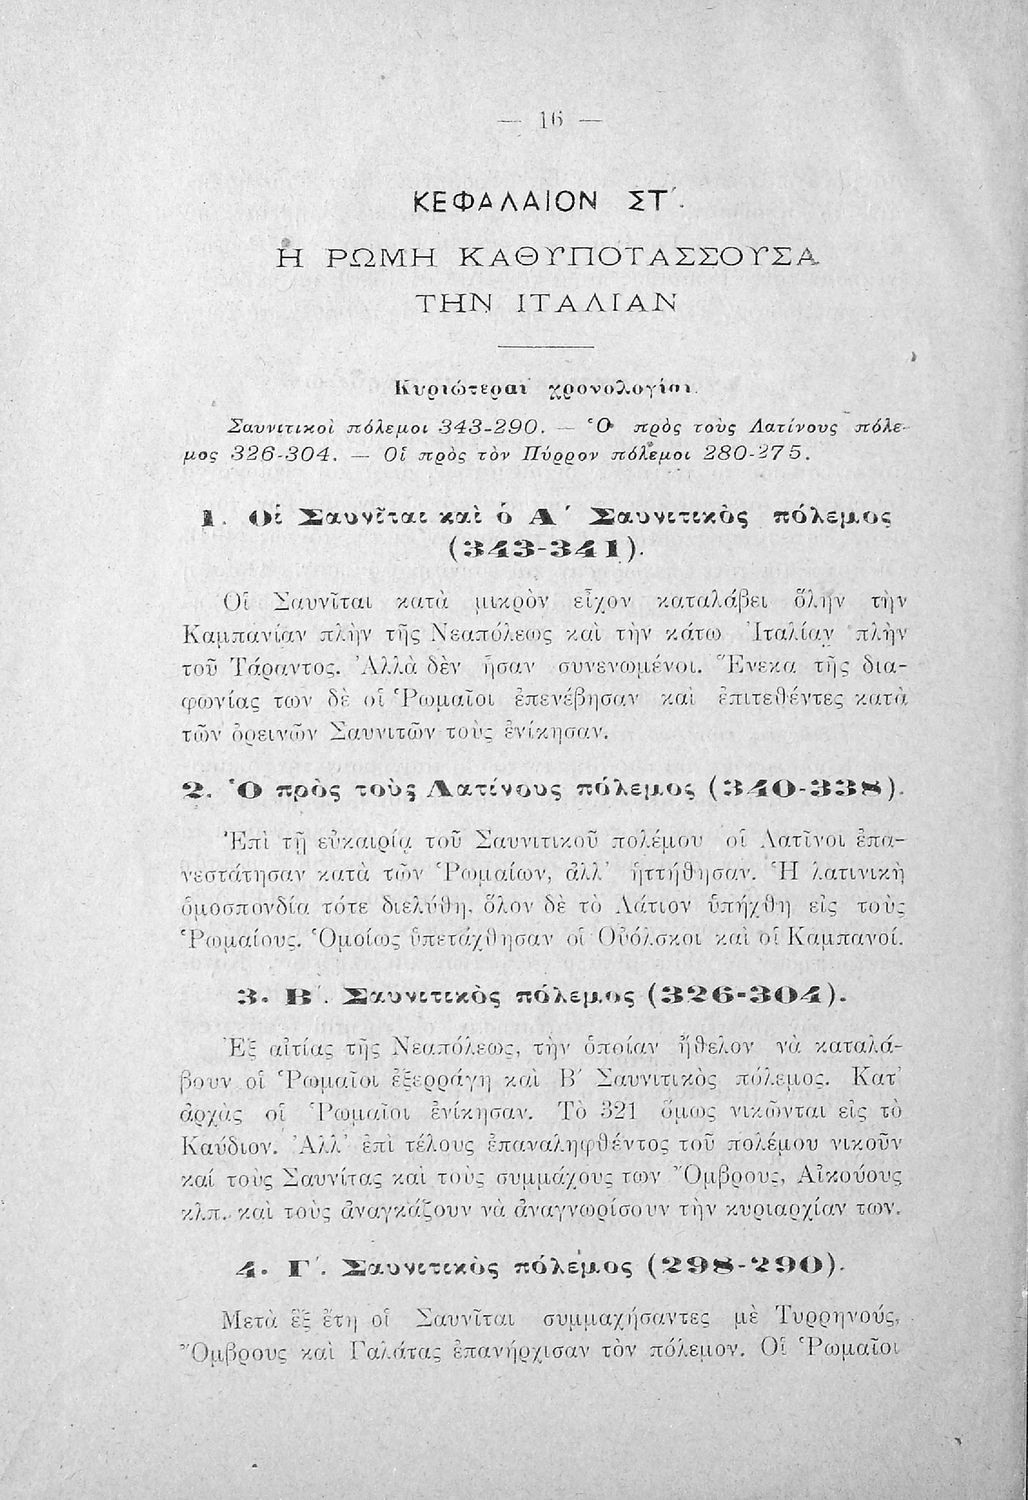 — 16 —
ΚΕΦΑΛΑΙΟΝ ΣΤ΄.
Η ΡΩΜΗ ΚΑΘΥΠΟΤΑΣΣΟΥΣΑ
ΤΗΝ ΙΤΑΛΙΑΝ
Κυριώτεραι χρονολογίαι.
Σαυνιτικοὶ πόλεμοι 343-290. — Ὁ πρὸς τοὺς Λατίνους πόλε-
μος 326-304. — Οἱ πρὸς τὸν Πύρρον πόλεμοι 280-275.
1. Οἱ Σαυνῖται καὶ ὁ Α΄ Σαυνιτικὸς πόλεμος
(343-341).
Οἱ Σαυνῖται κατὰ μικρὸν εἶχον καταλάβει ὅλην τὴν
Καμπανίαν πλὴν τῆς Νεαπόλεως καὶ τὴν κάτω Ἰταλίαν πλὴν
τοῦ Τάραντος. Ἀλλὰ δὲν ἦσαν συνενωμένοι. Ἕνεκα τῆς δια-
φωνίας των δὲ οἱ Ῥωμαῖοι ἐπενέβησαν καὶ ἐπιτεθέντες κατὰ
τῶν ὀρεινῶν Σαυνιτῶν τοὺς ἐνίκησαν.
2. Ὁ πρὸς τοὺς Λατίνους πόλεμος (340-338).
Ἐπὶ τῇ εὐκαιρίᾳ τοῦ Σαυνιτικοῦ πολέμου οἱ Λατῖνοι ἐπα-
νεστάτησαν κατὰ τῶν Ῥωμαίων, ἀλλ' ἡττήθησαν. Ἡ λατινικὴ
ὁμοσπονδία τότε διελύθη, ὅλον δὲ τὸ Λάτιον ὑπήχθη εἰς τοὺς
Ῥωμαίους. Ὁμοίως ὑπετάχθησαν οἱ Οὐόλσκοι καὶ οἱ Καμπανοί.
3. Β΄. Σαυνιτικὸς πόλεμος (326-304).
Ἐξ αἰτίας τῆς Νεαπόλεως, τὴν ὁποίαν ἤθελον νὰ καταλά-
βουν οἱ Ῥωμαῖοι ἐξερράγη καὶ Β΄ Σαυνιτικὸς πόλεμος. Κατ'
ἀρχὰς οἱ Ῥωμαῖοι ἐνίκησαν. Τὸ 321 ὅμως νικῶνται εἰς τὸ
Καύδιον. Ἀλλ' ἐπὶ τέλους ἐπαναληφθέντος τοῦ πολέμου νικοῦν
καί τοὺς Σαυνίτας καὶ τοὺς συμμάχους των Ὄμβρους, Αἰκούους
κλπ. καὶ τοὺς ἀναγκάζουν νὰ ἀναγνωρίσουν τὴν κυριαρχίαν των.
4. Γ΄. Σαυνιτικὸς πόλεμος (298-290).
Μετὰ ἓξ ἔτη οἱ Σαυνῖται συμμαχήσαντες μὲ Τυρρηνούς,
Ὄμβρους καὶ Γαλάτας ἐπανήρχισαν τὸν πόλεμον. Οἱ Ῥωμαῖοι